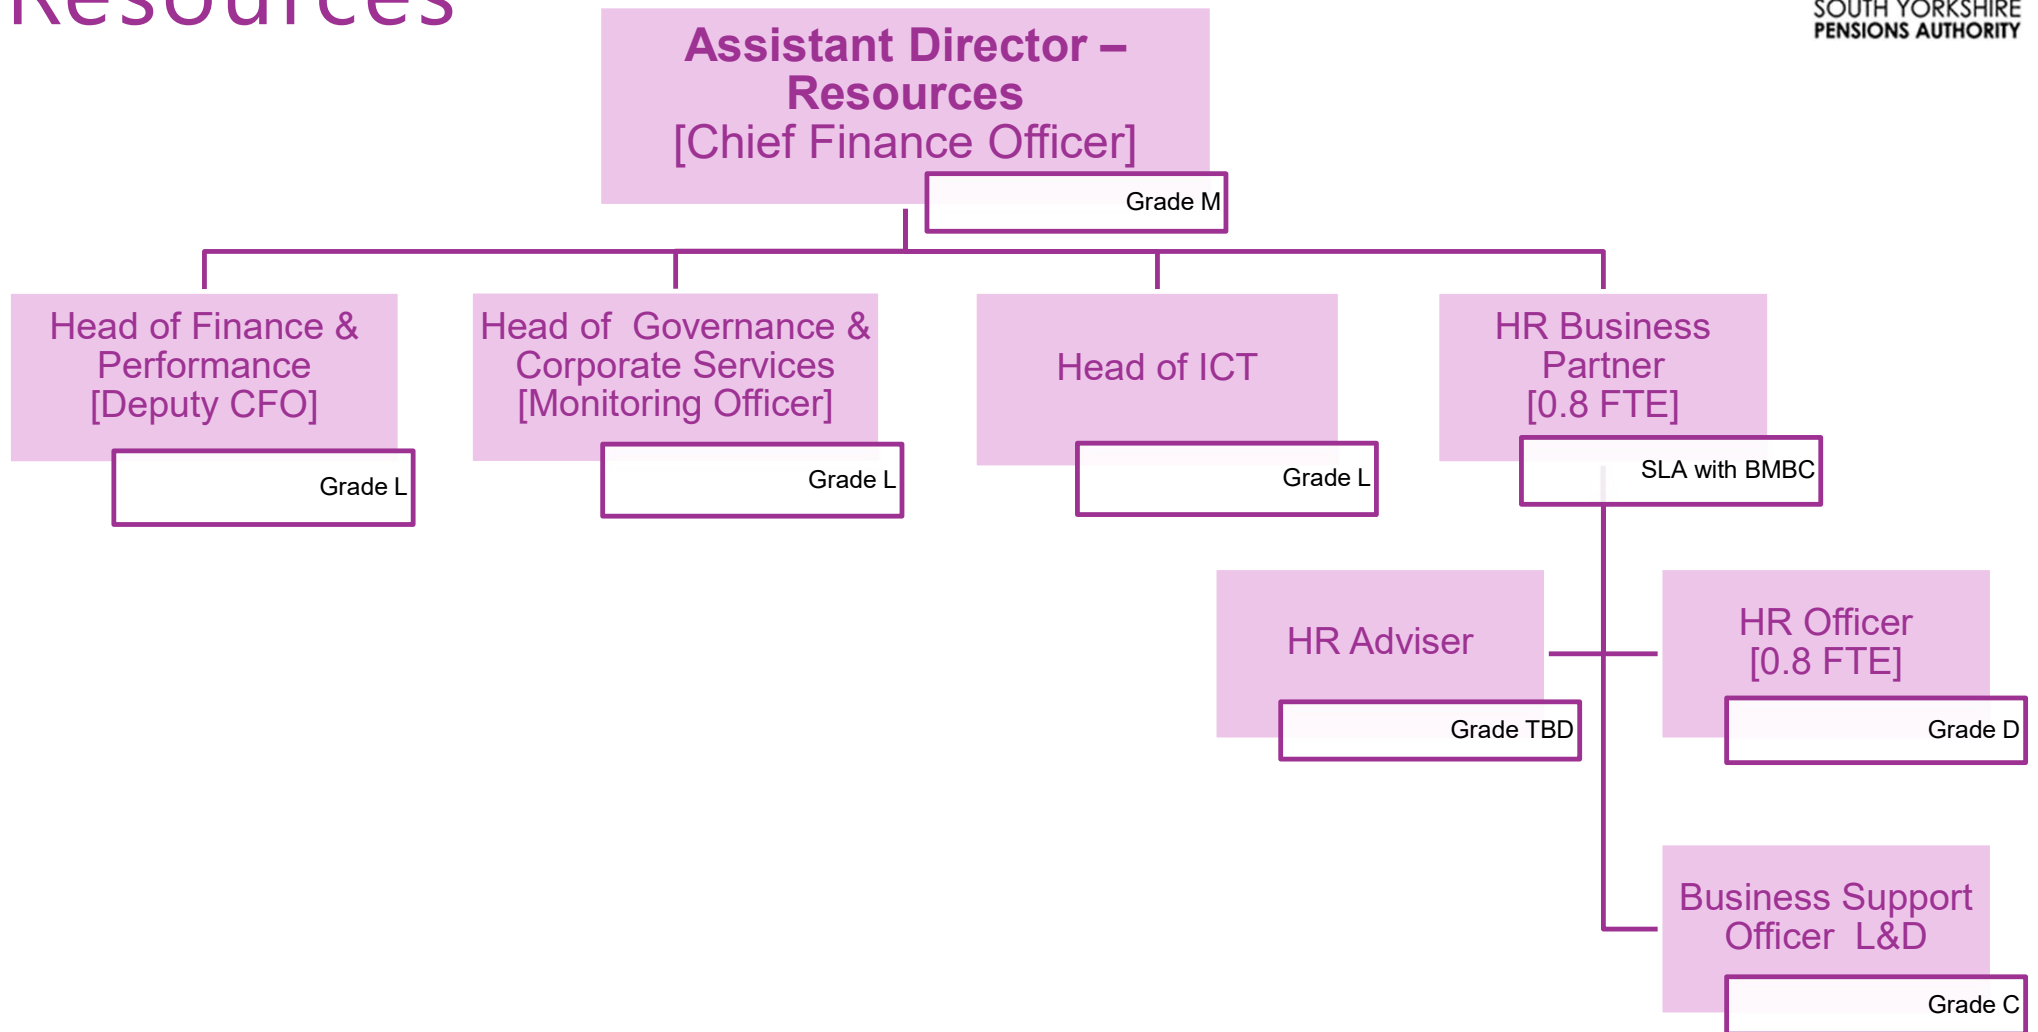 Resources
SOUTH YORKSHIRE
PENSIONS AUTHORITY
Assistant Director –
Resources
[Chief Finance Officer]
Grade M
Head of Finance &
Performance
[Deputy CFO]
Grade L
Head of  Governance &
Corporate Services
[Monitoring Officer]
Grade L
Head of ICT
Grade L
HR Business
Partner
[0.8 FTE]
SLA with BMBC
HR Adviser
Grade TBD
HR Officer
[0.8 FTE]
Grade D
Business Support
Officer  L&D
Grade C